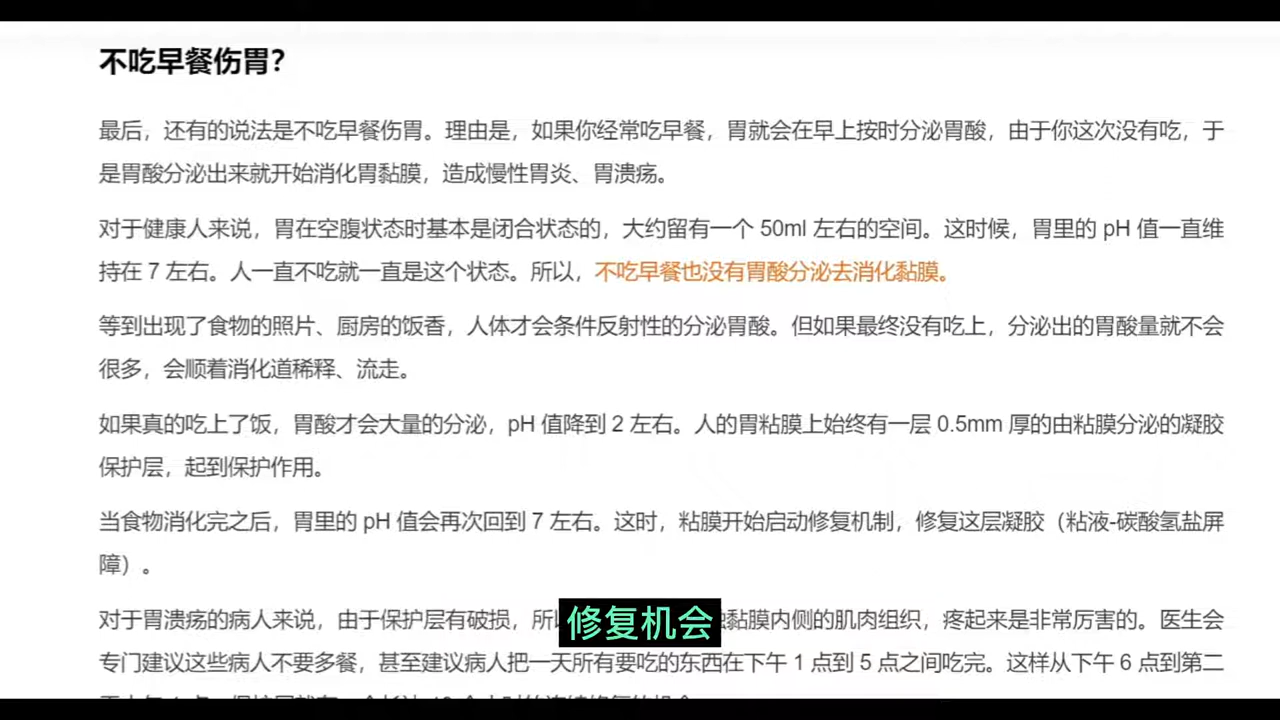 不吃早餐伤胃？
最后，还有的说法是不吃早餐伤胃。理由是，如果你经常吃早餐，胃就会在早上按时分泌胃酸，由于你这次没有吃，于
是胃酸分泌出来就开始消化胃黏膜，造成慢性胃炎、胃溃疡。
对于健康人来说，胃在空腹状态时基本是闭合状态的，大约留有一个 50ml 左右的空间。这时候，胃里的 pH 值一直维
持在 7 左右。人一直不吃就一直是这个状态。所以，不吃早餐也没有胃酸分泌去消化黏膜。
等到出现了食物的照片、厨房的饭香，人体才会条件反射性的分泌胃酸。但如果最终没有吃上，分泌出的胃酸量就不会
很多，会顺着消化道稀释、流走。
如果真的吃上了饭，胃酸才会大量的分泌，pH 值降到 2 左右。人的胃粘膜上始终有一层 0.5mm 厚的由粘膜分泌的凝胶
保护层，起到保护作用。
当食物消化完之后，胃里的 pH 值会再次回到 7 左右。这时，粘膜开始启动修复机制，修复这层凝胶（粘液-碳酸氢盐屏
障）。
对于胃溃疡的病人来说，由于保护层有破损，所 黏膜内侧的肌肉组织，疼起来是非常厉害的。医生会
修复机会
专门建议这些病人不要多餐，甚至建议病人把一天所有要吃的东西在下午 1 点到 5 点之间吃完。这样从下午 6 点到第二